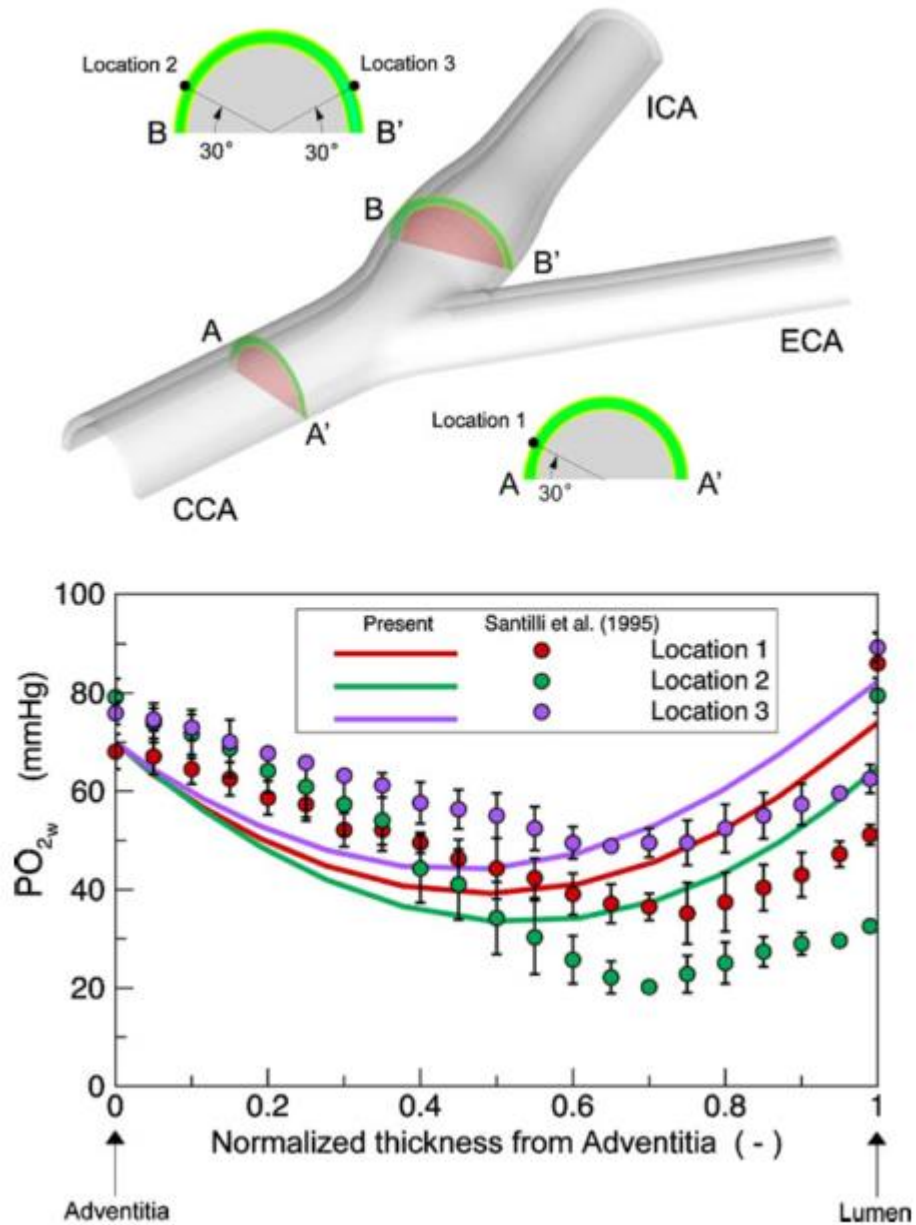 Location 2
Location 3
B
B'
30°
30°
ICA
B
B'
A
A'
ECA
Location 1
A
A'
30°
CCA
100
80
60
40
20
0
PO2w (mmHg)
Present
Santilli et al. (1995)
Location 1
Location 2
Location 3
0 0.2 0.4 0.6 0.8 1
Normalized thickness from Adventitia ( - )
Adventitia
Lumen